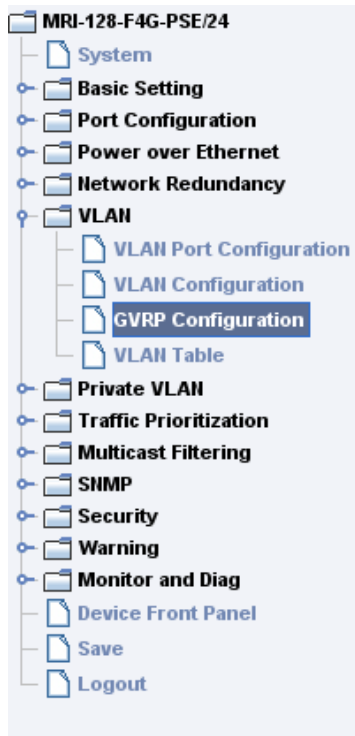 MRI-128-F4G-PSE/24
System
Basic Setting
Port Configuration
Power over Ethernet
Network Redundancy
VLAN
VLAN Port Configuration
VLAN Configuration
GVRP Configuration
VLAN Table
Private VLAN
Traffic Prioritization
Multicast Filtering
SNMP
Security
Warning
Monitor and Diag
Device Front Panel
Save
Logout